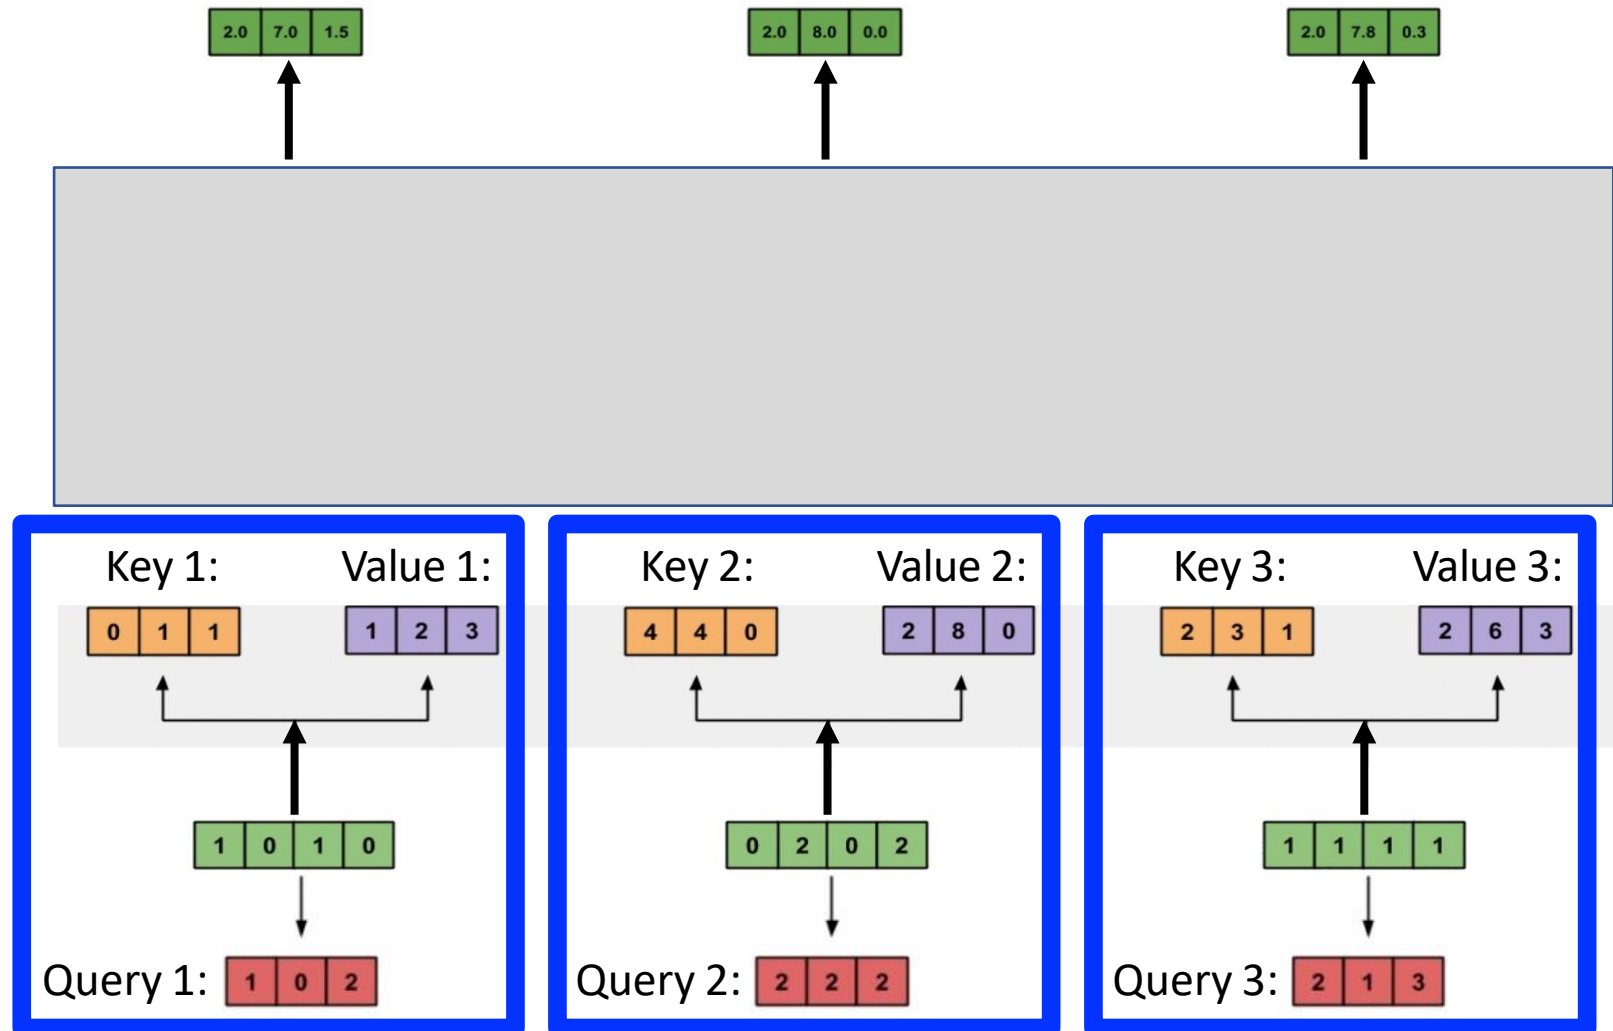 2.0 7.0 1.5 2.0 8.0 0.0 2.0 7.8 0.3
Key 1: Value 1: Key 2: Value 2: Key 3: Value 3:
0 1 1 1 2 3 4 4 0 2 8 0 2 3 1 2 6 3
1 0 1 0 0 2 0 2 1 1 1 1
Query 1: 1 0 2 Query 2: 2 2 2 Query 3: 2 1 3